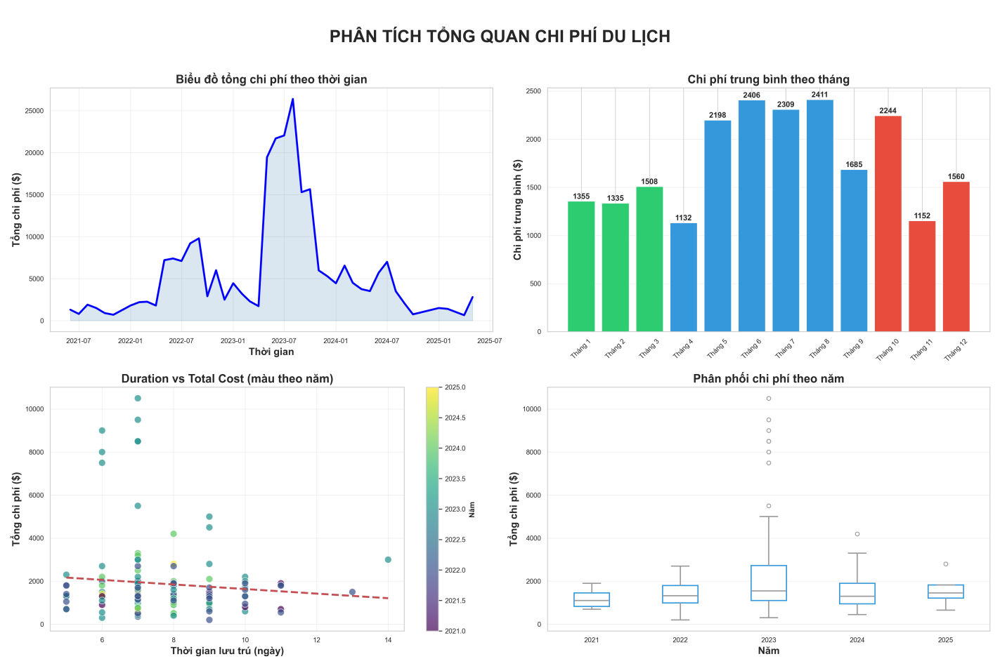 PHÂN TÍCH TỔNG QUAN CHI PHÍ DU LỊCH
Biểu đồ tổng chi phí theo thời gian
Tổng chi phí ($)
25000
20000
15000
10000
5000
0
2021-07
2022-01
2022-07
2023-01
2023-07
2024-01
2024-07
2025-01
2025-07
Thời gian
Chi phí trung bình theo tháng
Chi phí trung bình ($)
2500
2000
1500
1000
500
0
1355
1335
1508
1132
2198
2406
2309
2411
1685
2244
1152
1560
Tháng 1
Tháng 2
Tháng 3
Tháng 4
Tháng 5
Tháng 6
Tháng 7
Tháng 8
Tháng 9
Tháng 10
Tháng 11
Tháng 12
Duration vs Total Cost (màu theo năm)
Tổng chi phí ($)
10000
8000
6000
4000
2000
0
6
8
10
12
14
Thời gian lưu trú (ngày)
2025.0
2024.5
2024.0
2023.5
2023.0
2022.5
2022.0
2021.5
2021.0
Năm
Phân phối chi phí theo năm
Tổng chi phí ($)
10000
8000
6000
4000
2000
0
2021
2022
2023
2024
2025
Năm